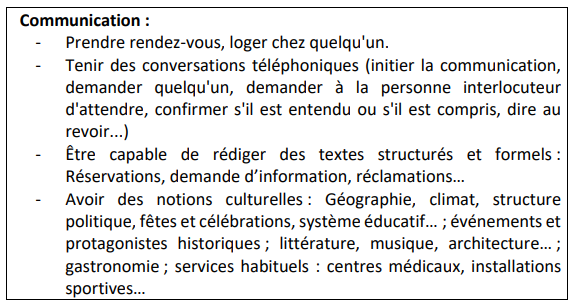 Communication :
- Prendre rendez-vous, loger chez quelqu'un.
- Tenir des conversations téléphoniques (initier la communication,
demander quelqu'un, demander à la personne interlocuteur
d'attendre, confirmer s'il est entendu ou s'il est compris, dire au
revoir...)
- Être capable de rédiger des textes structurés et formels :
Réservations, demande d’information, réclamations…
- Avoir des notions culturelles : Géographie, climat, structure
politique, fêtes et célébrations, système éducatif… ; événements et
protagonistes historiques ; littérature, musique, architecture… ;
gastronomie ; services habituels : centres médicaux, installations
sportives…